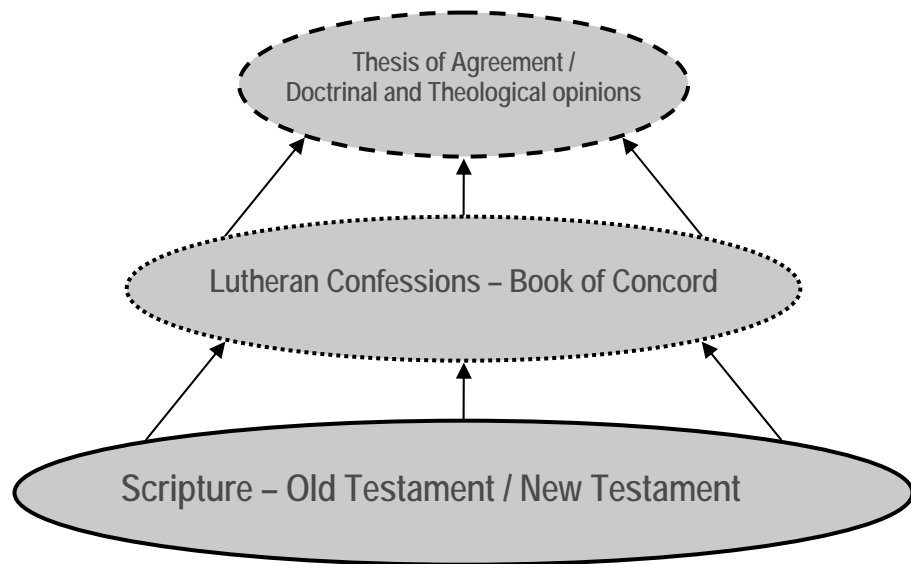 Thesis of Agreement /
Doctrinal and Theological opinions
Lutheran Confessions – Book of Concord
Scripture – Old Testament / New Testament